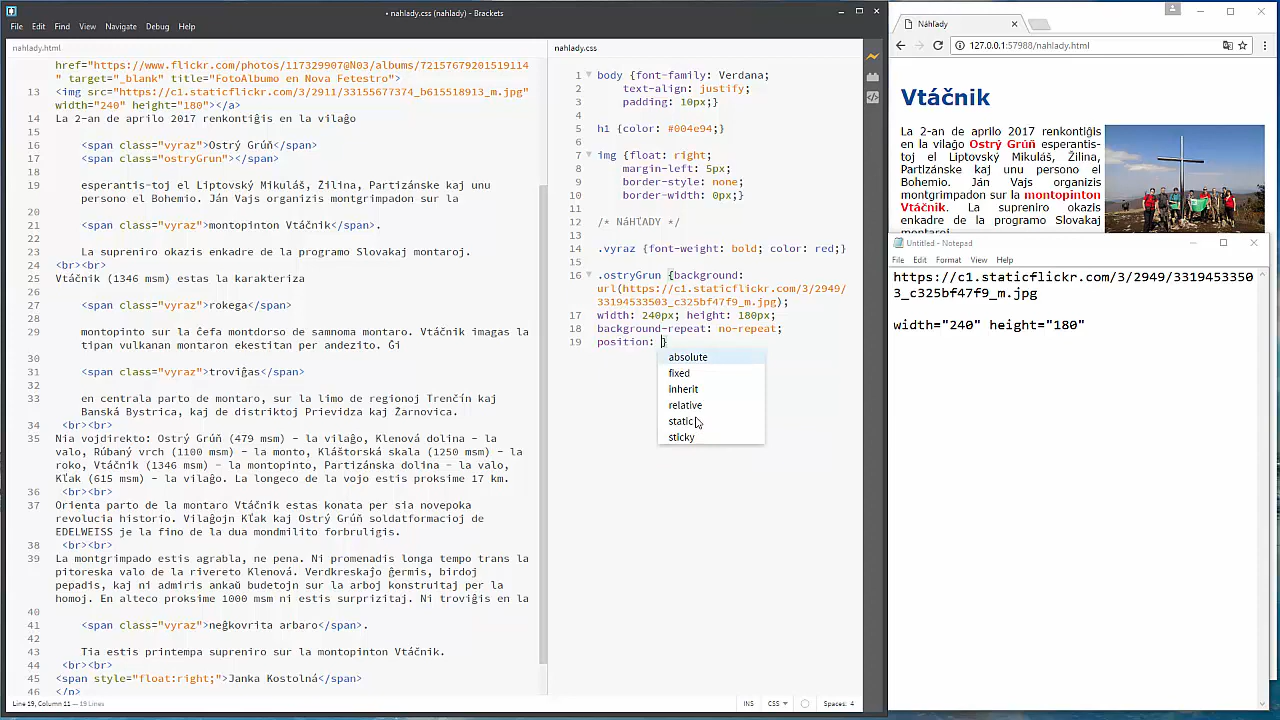 • nahlady.css (nahlady) - Brackets
File Edit Find View Navigate Debug Help
nahlady.html
href="https://www.flickr.com/photos/117329907@N03/albums/72157679201519114
" target="_blank" title="FotoAlbumo en Nova Fetestro">
13 <img src="https://c1.staticflickr.com/3/2911/33155677374_b615518913_m.jpg"
width="240" height="180"></a>
14 La 2-an de aprilo 2017 renkontiĝis en la vilaĝo
15
16 <span class="vyraz">Ostrý Grúň</span>
17 <span class="ostryGrun"></span>
18
19 esperantis-toj el Liptovský Mikuláš, Žilina, Partizánske kaj unu
persono el Bohemio. Ján Vajs organizis montgrimpadon sur la
20
21 <span class="vyraz">montopinton Vtáčnik</span>.
22
23 La supreniro okazis enkadre de la programo Slovakaj montaroj.
24 <br><br>
25 Vtáčnik (1346 msm) estas la karakteriza
26
27 <span class="vyraz">rokega</span>
28
29 montopinto sur la ĉefa montdorso de samnoma montaro. Vtáčnik imagas la
tipan vulkanan montaron ekestitan per andezito. Ĝi
30
31 <span class="vyraz">troviĝas</span>
32
33 en centrala parto de montaro, sur la limo de regionoj Trenčín kaj
Banská Bystrica, kaj de distriktoj Prievidza kaj Žarnovica.
34 <br><br>
35 Nia vojdirekto: Ostrý Grúň (479 msm) - la vilaĝo, Klenová dolina - la
valo, Rúbaný vrch (1100 msm) - la monto, Kláštorská skala (1250 msm) - la
roko, Vtáčnik (1346 msm) - la montopinto, Partizánska dolina - la valo,
Kľak (615 msm) - la vilaĝo. La longeco de la vojo estis proksime 17 km.
36 <br><br>
37 Orienta parto de la montaro Vtáčnik estas konata per sia novepoka
revolucia historio. Vilaĝojn Kľak kaj Ostrý Grúň soldatformacioj de
EDELWEISS je la fino de la dua mondmilito forbruligis.
38 <br><br>
39 La montgrimpado estis agrabla, ne pena. Ni promenadis longa tempo trans la
pitoreska valo de la rivereto Klenová. Verdkreskaĵo ĝermis, birdoj
pepadis, kaj ni admiris ankaŭ budetojn sur la arboj konstruitaj per la
homoj. En alteco proksime 1000 msm ni estis surprizitaj. Ni troviĝis en la
40
41 <span class="vyraz">neĝkovrita arbaro</span>.
42
43 Tia estis printempa supreniro sur la montopinton Vtáčnik.
44 <br><br>
45 <span style="float:right;">Janka Kostolná</span>
46 </p>
Line 19, Column 11 — 19 Lines
nahlady.css
1 body {font-family: Verdana;
2 text-align: justify;
3 padding: 10px;}
4
5 h1 {color: #004e94;}
6
7 img {float: right;
8 margin-left: 5px;
9 border-style: none;
10 border-width: 0px;}
11
12 /* NáHĽADY */
13
14 .vyraz {font-weight: bold; color: red;}
15
16 .ostryGrun {background:
url(https://c1.staticflickr.com/3/2949/
33194533503_c325bf47f9_m.jpg);
17 width: 240px; height: 180px;
18 background-repeat: no-repeat;
19 position: }
absolute
fixed
inherit
relative
static
sticky
INS CSS Spaces: 4
Náhľady
127.0.0.1:57988/nahlady.html
Vtáčnik
La 2-an de aprilo 2017 renkontiĝis
en la vilaĝo Ostrý Grúň esperantis-
toj el Liptovský Mikuláš, Žilina,
Partizánske kaj unu persono el
Bohemio. Ján Vajs organizis
montgrimpadon sur la montopinton
Vtáčnik. La supreniro okazis
enkadre de la programo Slovakaj
montaroj.
Untitled - Notepad
File Edit Format View Help
https://c1.staticflickr.com/3/2949/3319453350
3_c325bf47f9_m.jpg
width="240" height="180"